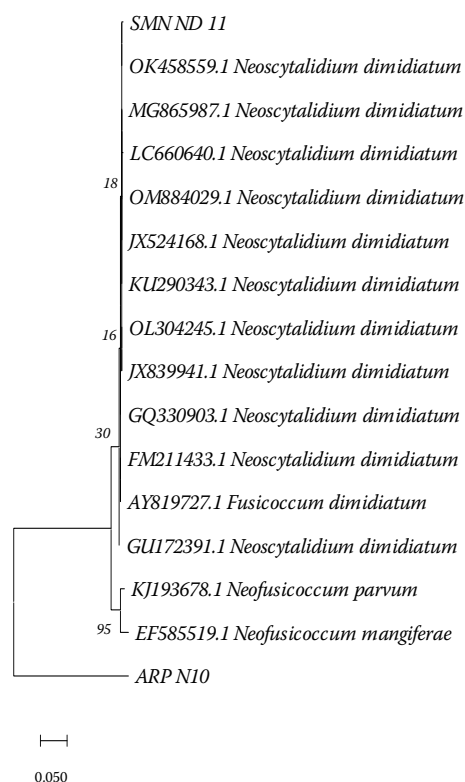 SMN ND 11
OK458559.1 Neoscytalidium dimidiatum
MG865987.1 Neoscytalidium dimidiatum
LC660640.1 Neoscytalidium dimidiatum
18
OM884029.1 Neoscytalidium dimidiatum
JX524168.1 Neoscytalidium dimidiatum
KU290343.1 Neoscytalidium dimidiatum
OL304245.1 Neoscytalidium dimidiatum
16
JX839941.1 Neoscytalidium dimidiatum
GQ330903.1 Neoscytalidium dimidiatum
30
FM211433.1 Neoscytalidium dimidiatum
AY819727.1 Fusicoccum dimidiatum
GU172391.1 Neoscytalidium dimidiatum
KJ193678.1 Neofusicoccum parvum
95
EF585519.1 Neofusicoccum mangiferae
ARP N10
0.050